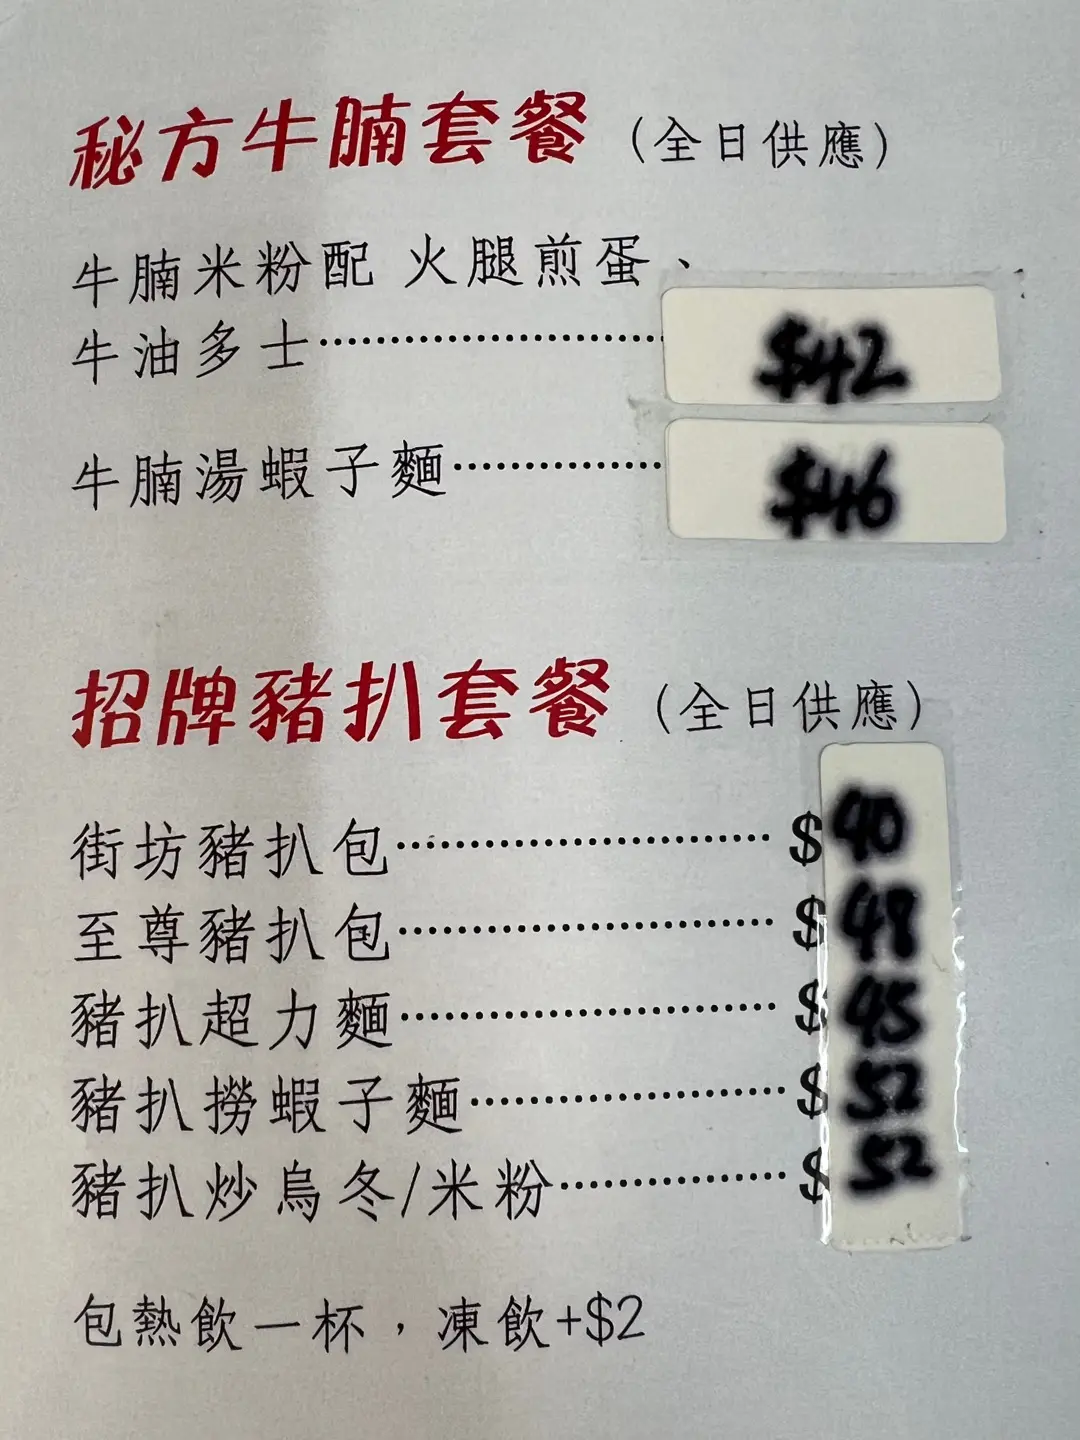 秘方牛腩套餐 (全日供應)
牛腩米粉配 火腿煎蛋、
牛油多士 $42
牛腩湯蝦子麵 $46
招牌豬扒套餐 (全日供應)
街坊豬扒包 $40
至尊豬扒包 $48
豬扒超力麵 $45
豬扒撈蝦子麵 $52
豬扒炒烏冬/米粉 $52
包熱飲一杯，凍飲+$2